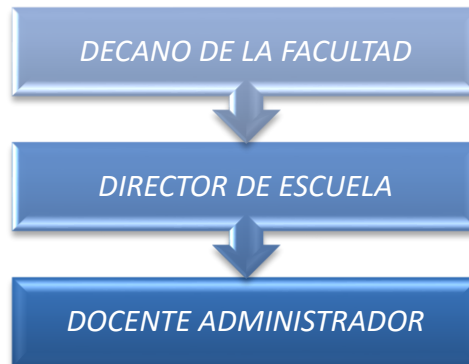 DECANO DE LA FACULTAD
DIRECTOR DE ESCUELA
DOCENTE ADMINISTRADOR